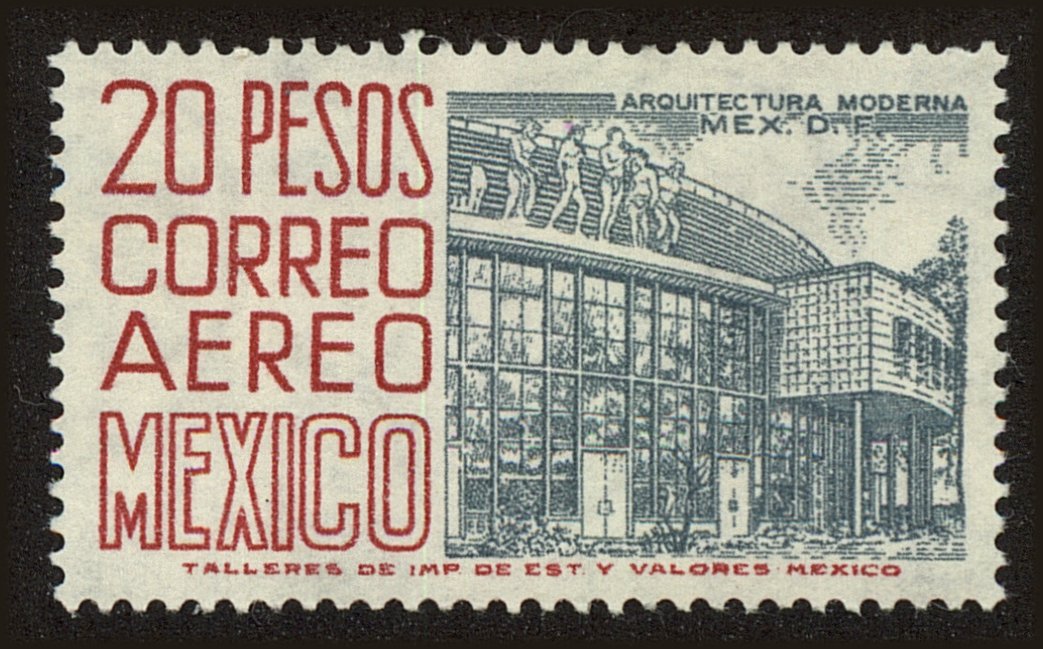 20 PESOS
CORREO
AEREO
MEXICO
ARQUITECTURA MODERNA
MEX. D. F.
TALLERES DE IMP. DE EST. Y VALORES-MEXICO